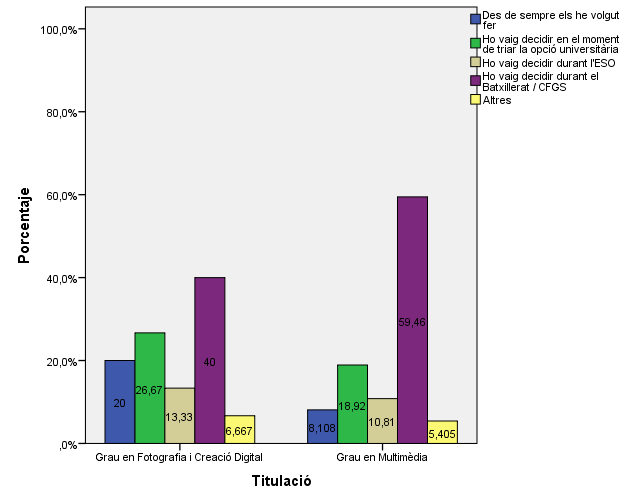 Des de sempre els he volgut
fer
Ho vaig decidir en el moment
de triar la opció universitària
Ho vaig decidir durant l'ESO
Ho vaig decidir durant el
Batxillerat / CFGS
Altres
100,0%
80,0%
60,0%
40,0%
20,0%
,0%
Porcentaje
20
26,67
13,33
40
6,667
8,108
18,92
10,81
59,46
5,405
Grau en Fotografia i Creació Digital
Grau en Multimèdia
Titulació